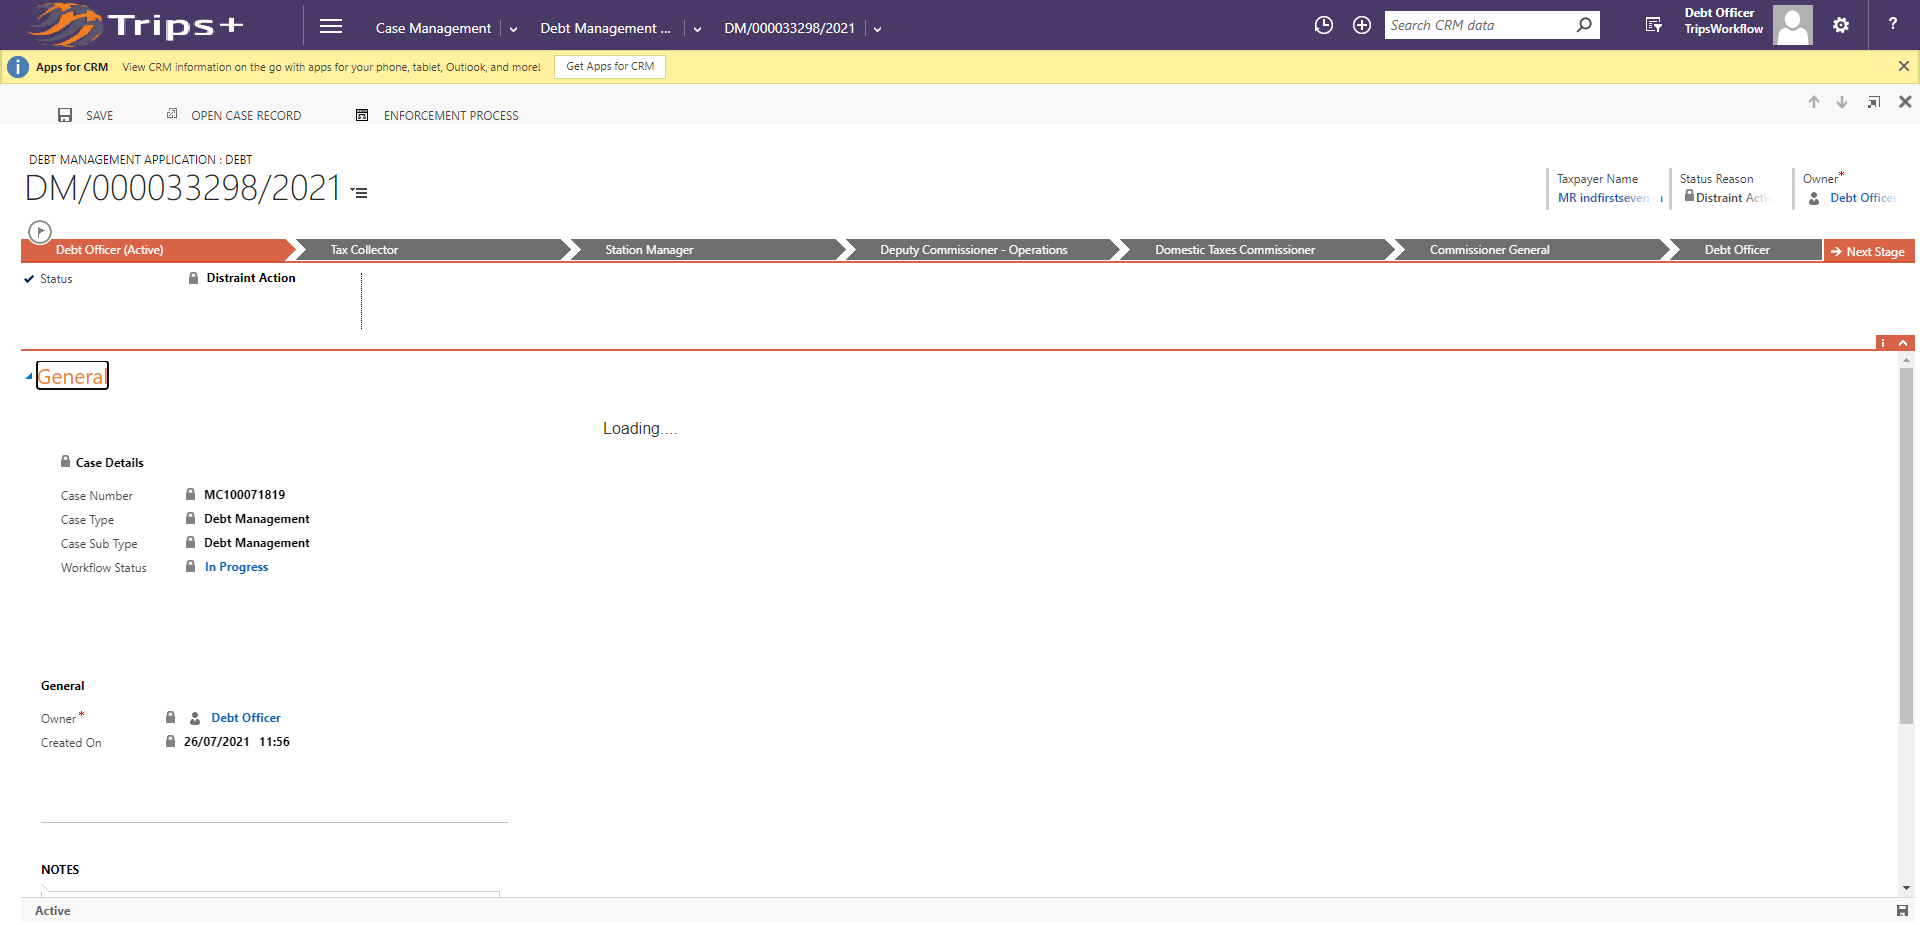 Trips+
Case Management
Debt Management ...
DM/000033298/2021
Search CRM data
Debt Officer
TripsWorkflow
?
i
Apps for CRM
View CRM information on the go with apps for your phone, tablet, Outlook, and more!
Get Apps for CRM
SAVE
OPEN CASE RECORD
ENFORCEMENT PROCESS
DEBT MANAGEMENT APPLICATION : DEBT
DM/000033298/2021
Taxpayer Name
MR indfirstseven
Status Reason
Distraint Actio
Owner*
Debt Officer
Debt Officer (Active)
Tax Collector
Station Manager
Deputy Commissioner - Operations
Domestic Taxes Commissioner
Commissioner General
Debt Officer
Next Stage
Status
Distraint Action
i
General
Loading....
Case Details
Case Number
MC100071819
Case Type
Debt Management
Case Sub Type
Debt Management
Workflow Status
In Progress
General
Owner*
Debt Officer
Created On
26/07/2021 11:56
NOTES
Active